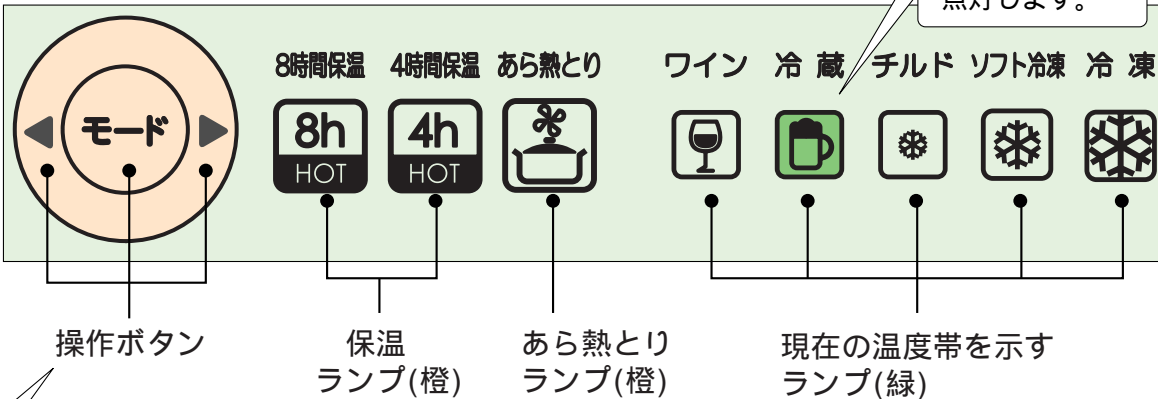 点灯します。
8時間保温 4時間保温 あら熱とり ワイン 冷蔵 チルド ソフト冷凍 冷凍
モード 8h 4h
HOT HOT
操作ボタン 保温 あら熱とり 現在の温度帯を示す
ランプ(橙) ランプ(橙) ランプ(緑)